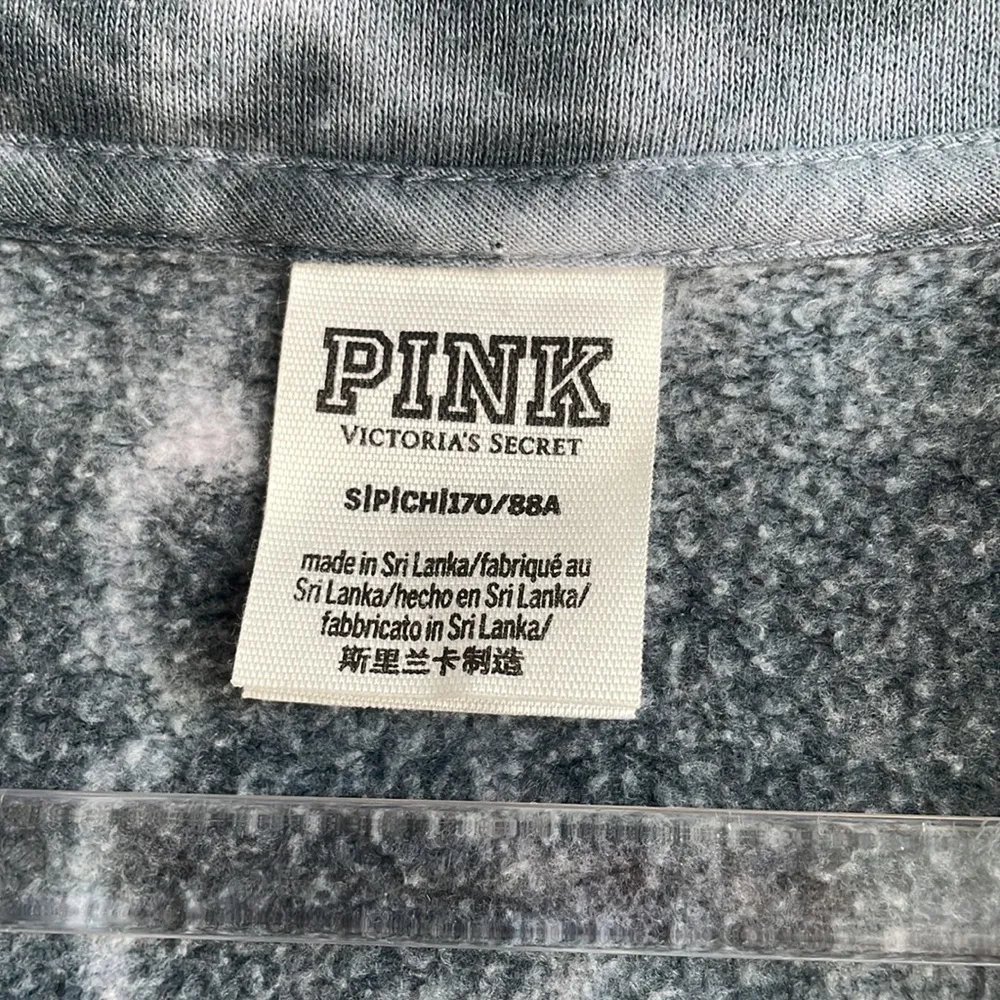 PINK
VICTORIA'S SECRET
S|P|CH|170/88A
made in Sri Lanka/fabriqué au
Sri Lanka/hecho en Sri Lanka/
fabbricato in Sri Lanka/
斯里兰卡制造